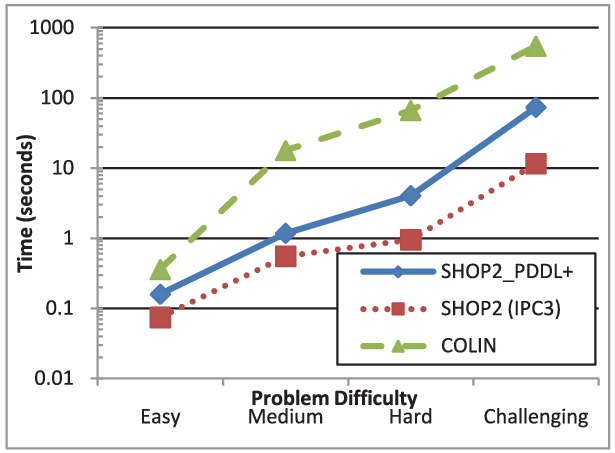 1000
100
10
1
0.1
0.01
Time (seconds)
SHOP2_PDDL+
SHOP2 (IPC3)
COLIN
Problem Difficulty
Easy Medium Hard Challenging